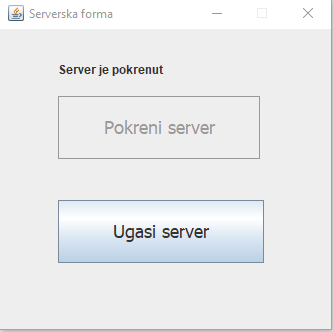 Serverska forma
Server je pokrenut
Pokreni server
Ugasi server